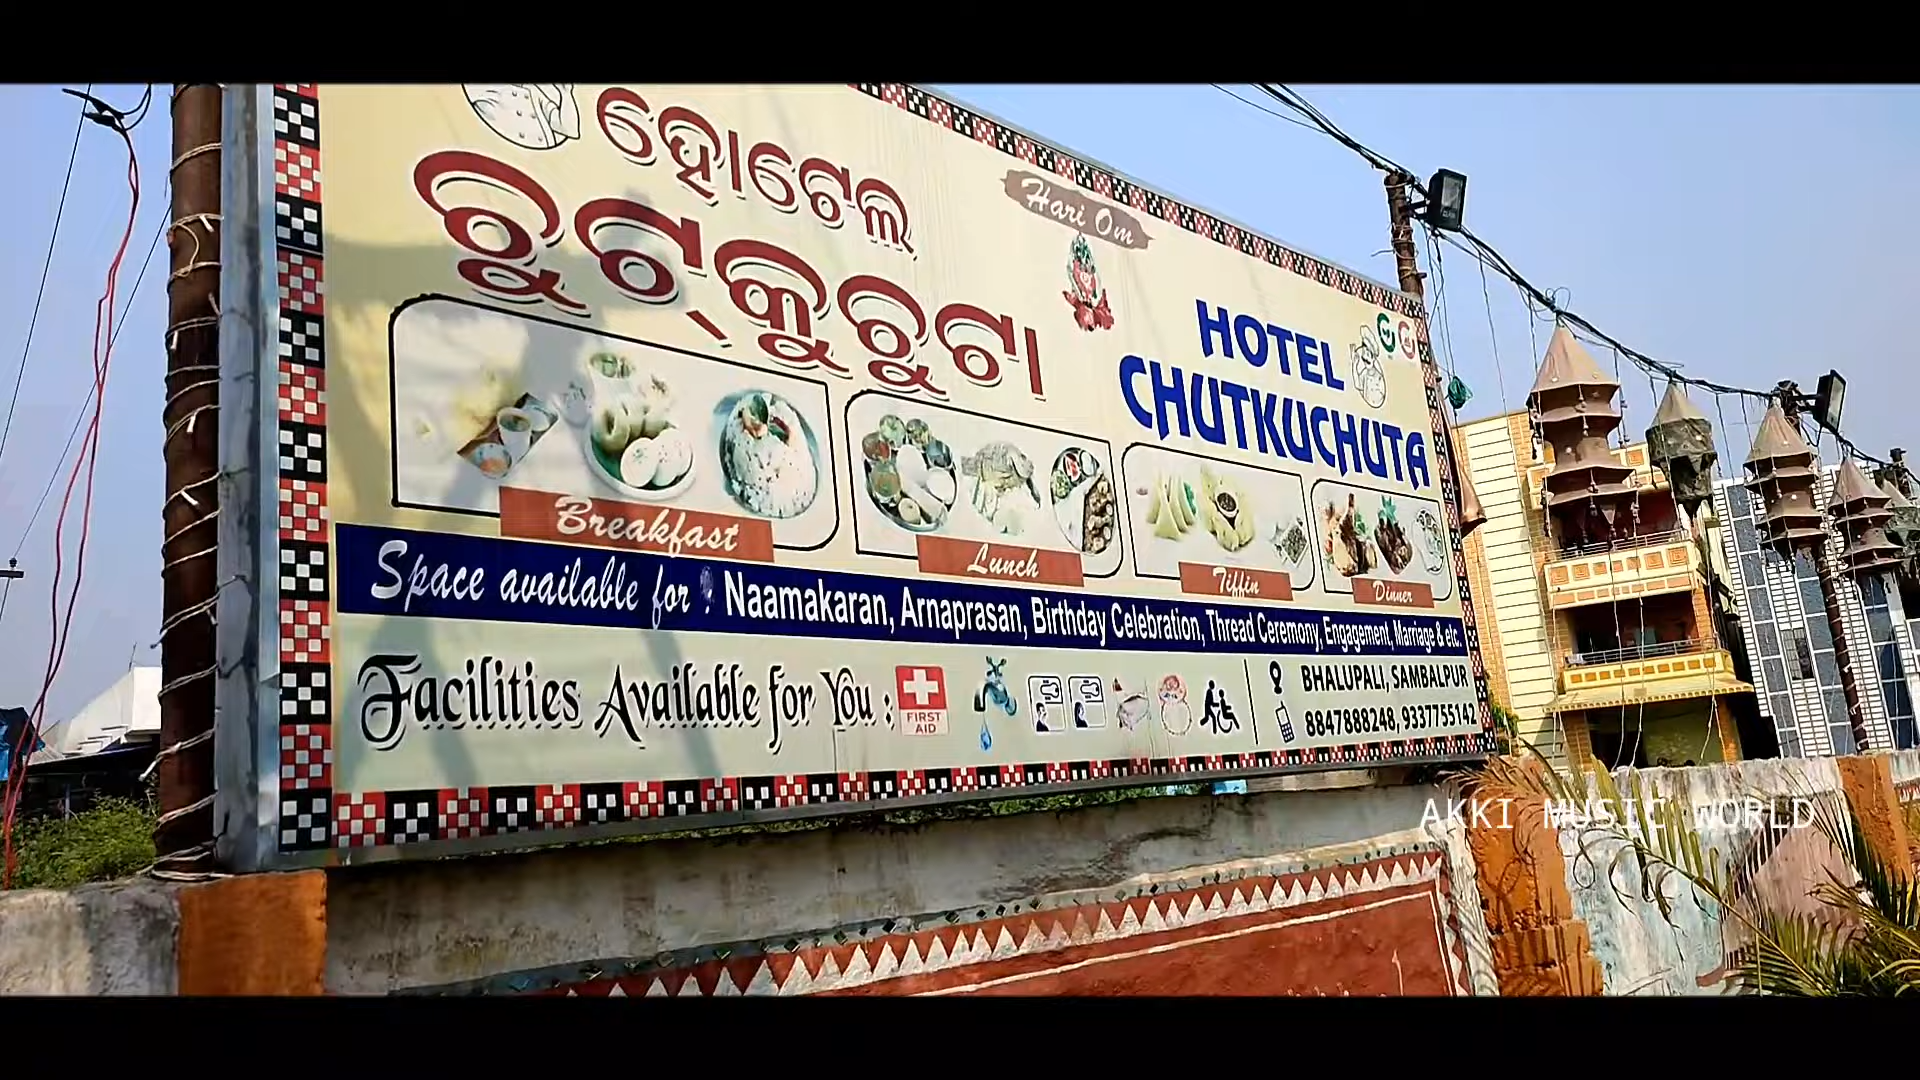 ହୋଟେଲ
ଚୁଟ୍‌କୁଚୁଟା
Hari Om
HOTEL
CHUTKUCHUTA
Breakfast
Lunch
Tiffin
Dinner
Space available for : Naamakaran, Arnaprasan, Birthday Celebration, Thread Ceremony, Engagement, Marriage & etc.
Facilities Available for You :
FIRST
AID
BHALUPALI, SAMBALPUR
8847888248, 9337755142
AKKI MUSIC WORLD